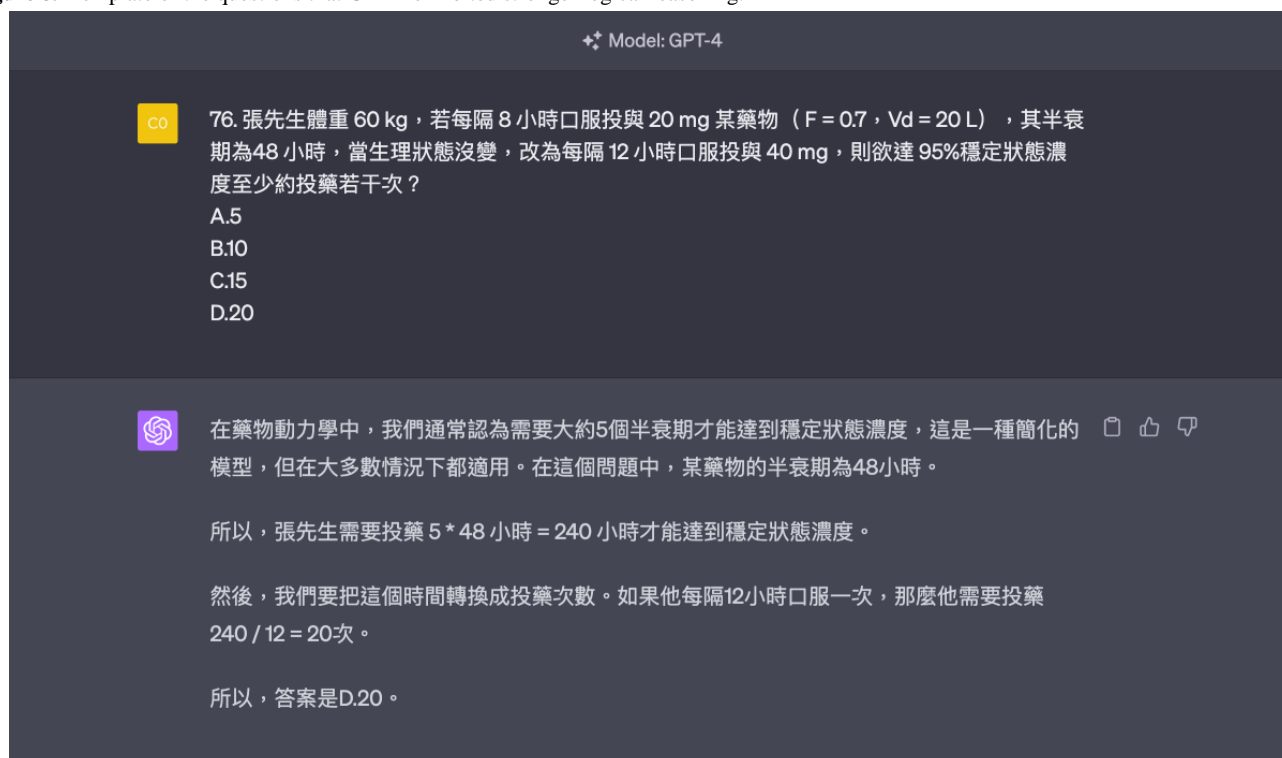 Model: GPT-4
CO
76. 張先生體重 60 kg，若每隔 8 小時口服投與 20 mg 某藥物（F = 0.7，Vd = 20 L），其半衰
期為48 小時，當生理狀態沒變，改為每隔 12 小時口服投與 40 mg，則欲達 95%穩定狀態濃
度至少約投藥若干次？
A.5
B.10
C.15
D.20
在藥物動力學中，我們通常認為需要大約5個半衰期才能達到穩定狀態濃度，這是一種簡化的
模型，但在大多數情況下都適用。在這個問題中，某藥物的半衰期為48小時。
所以，張先生需要投藥 5 * 48 小時 = 240 小時才能達到穩定狀態濃度。
然後，我們要把這個時間轉換成投藥次數。如果他每隔12小時口服一次，那麼他需要投藥
240 / 12 = 20次。
所以，答案是D.20。